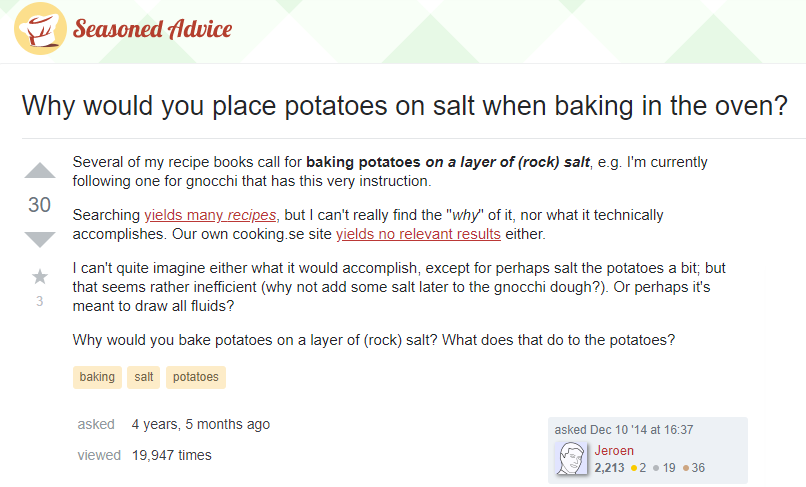 Seasoned Advice
Why would you place potatoes on salt when baking in the oven?
Several of my recipe books call for baking potatoes on a layer of (rock) salt, e.g. I'm currently
following one for gnocchi that has this very instruction.
30
Searching yields many recipes, but I can't really find the "why" of it, nor what it technically
accomplishes. Our own cooking.se site yields no relevant results either.
I can't quite imagine either what it would accomplish, except for perhaps salt the potatoes a bit; but
that seems rather inefficient (why not add some salt later to the gnocchi dough?). Or perhaps it's
3
meant to draw all fluids?
Why would you bake potatoes on a layer of (rock) salt? What does that do to the potatoes?
baking salt potatoes
asked 4 years, 5 months ago
viewed 19,947 times
asked Dec 10 '14 at 16:37
Jeroen
2,213 ●2 ●19 ●36